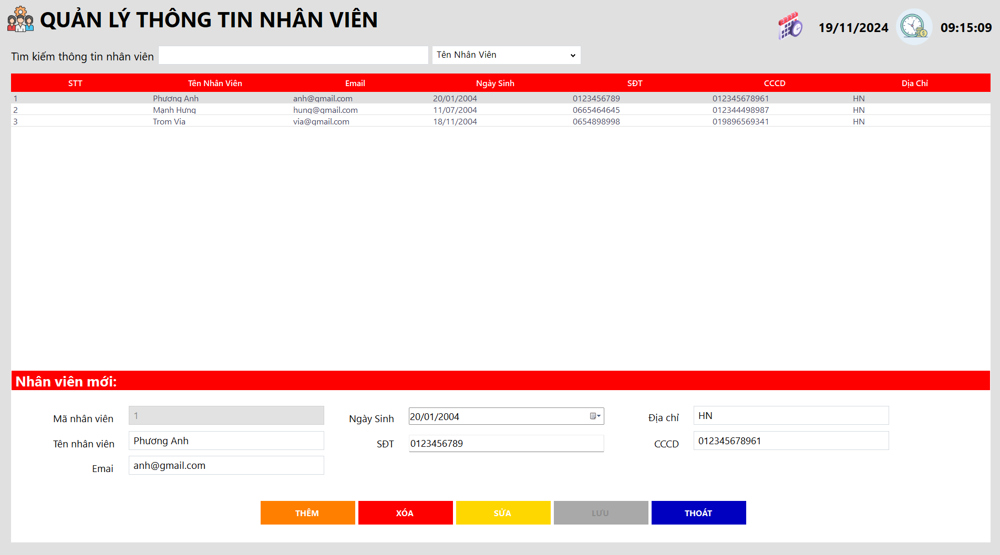 QUẢN LÝ THÔNG TIN NHÂN VIÊN
19/11/2024 09:15:09
Tìm kiếm thông tin nhân viên Tên Nhân Viên
STT Tên Nhân Viên Email Ngày Sinh SĐT CCCD Địa Chỉ
1 Phương Anh anh@gmail.com 20/01/2004 0123456789 012345678961 HN
2 Mạnh Hưng hung@gmail.com 11/07/2004 0665464645 012344498987 HN
3 Trom Via via@gmail.com 18/11/2004 0654898998 019896569341 HN
Nhân viên mới:
Mã nhân viên 1 Ngày Sinh 20/01/2004 Địa chỉ HN
Tên nhân viên Phương Anh SĐT 0123456789 CCCD 012345678961
Emai anh@gmail.com
THÊM XÓA SỬA LƯU THOÁT